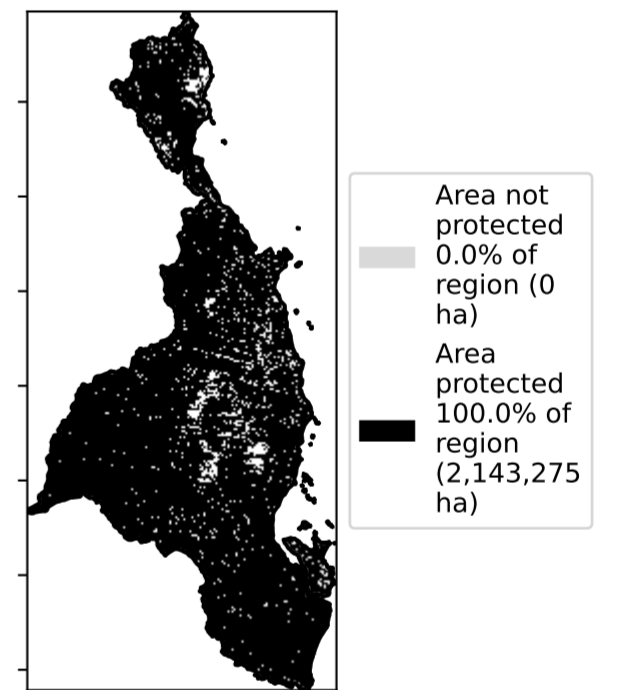 Area not
protected
0.0% of
region (0
ha)
Area
protected
100.0% of
region
(2,143,275
ha)